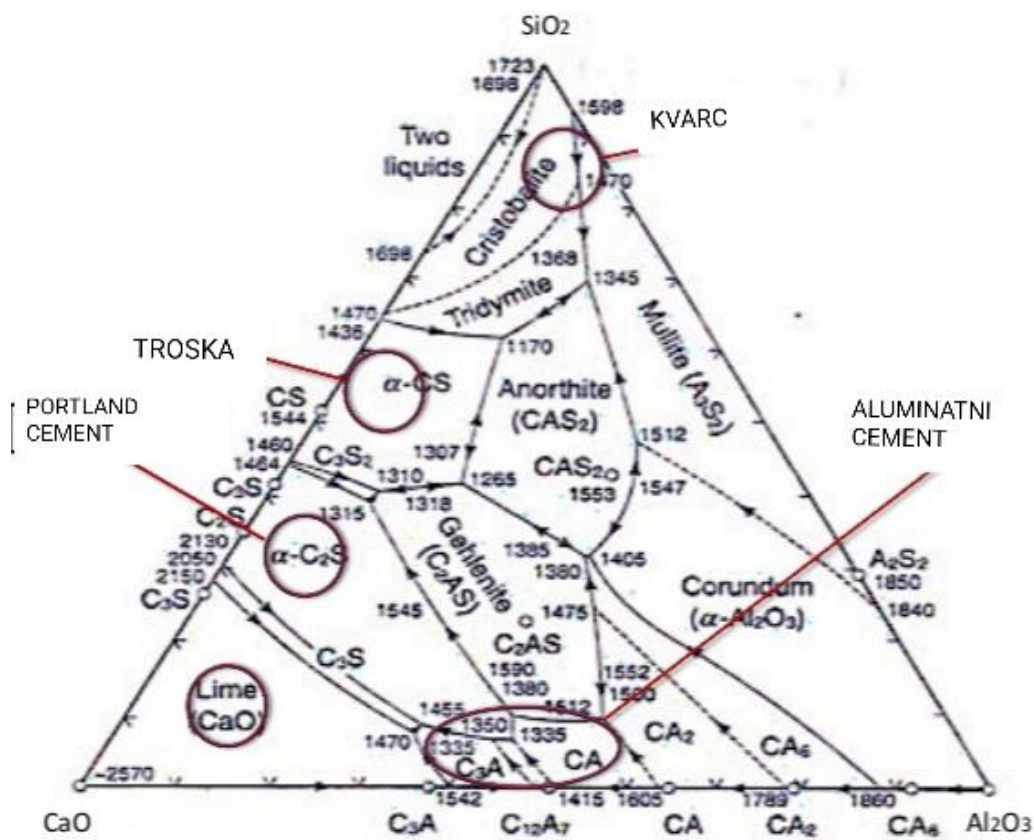 SiO2
1723
1698
1598
KVARC
Two
liquids
Cristobalite
1470
1698
1368
1345
1470
1436
Tridymite
Mullite (A3S2)
TROSKA
1170
α-CS
Anorthite
(CAS2)
ALUMINATNI
CEMENT
PORTLAND
CEMENT
CS
1544
1512
1460
1464
C3S2
1307
CAS2
1553
1547
C3S
1310
1318
1265
1315
C2S
2130
2050
2150
α-C2S
Gehlenite
(C2AS)
1385
1380
1405
A2S2
1850
1840
C3S
Corundum
(α-Al2O3)
1545
1475
C2AS
C3S
1590
1380
1552
Lime
(CaO)
1455
1512
1470
1350
1335
1335
C3A
CA
CA2
CA6
~2570
1542
1415
1605
1789
1860
CaO
C3A
C12A7
CA
CA2
CA6
Al2O3